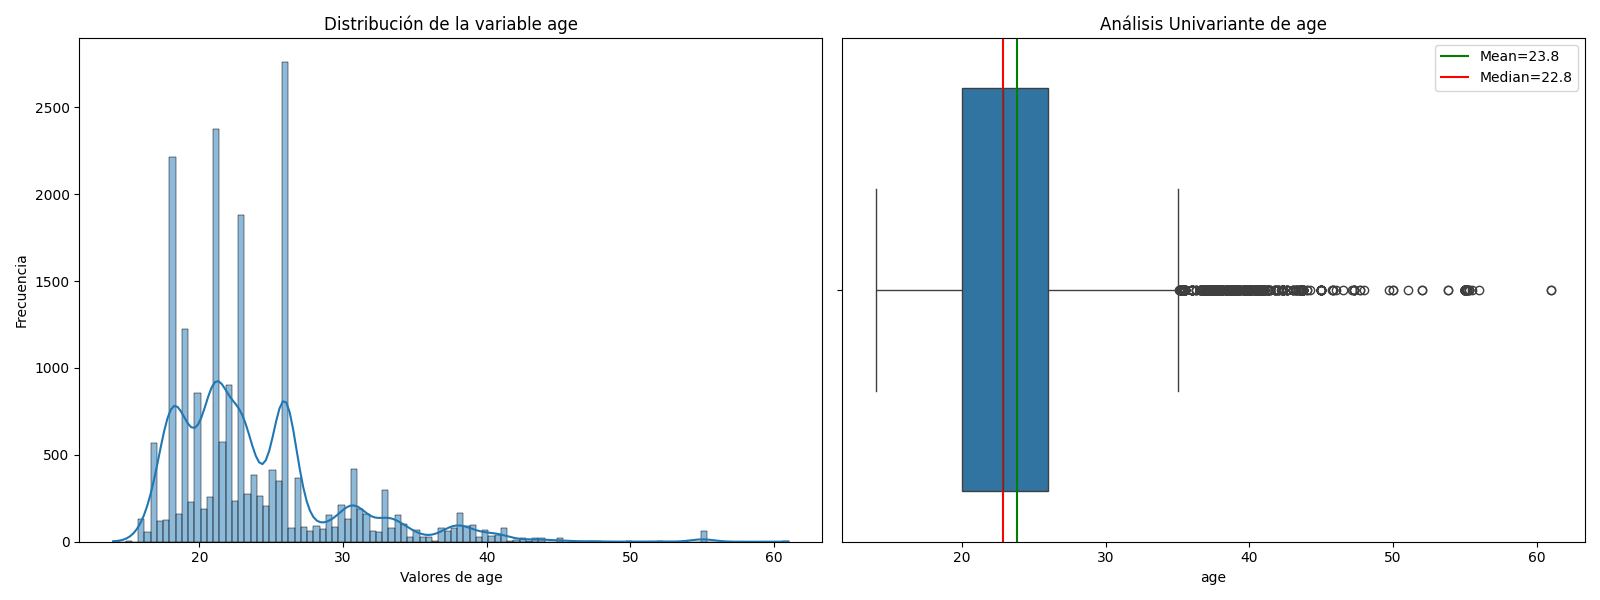 Distribución de la variable age
Frecuencia
2500
2000
1500
1000
500
0
20
30
40
50
60
Valores de age
Análisis Univariante de age
Mean=23.8
Median=22.8
20
30
40
50
60
age